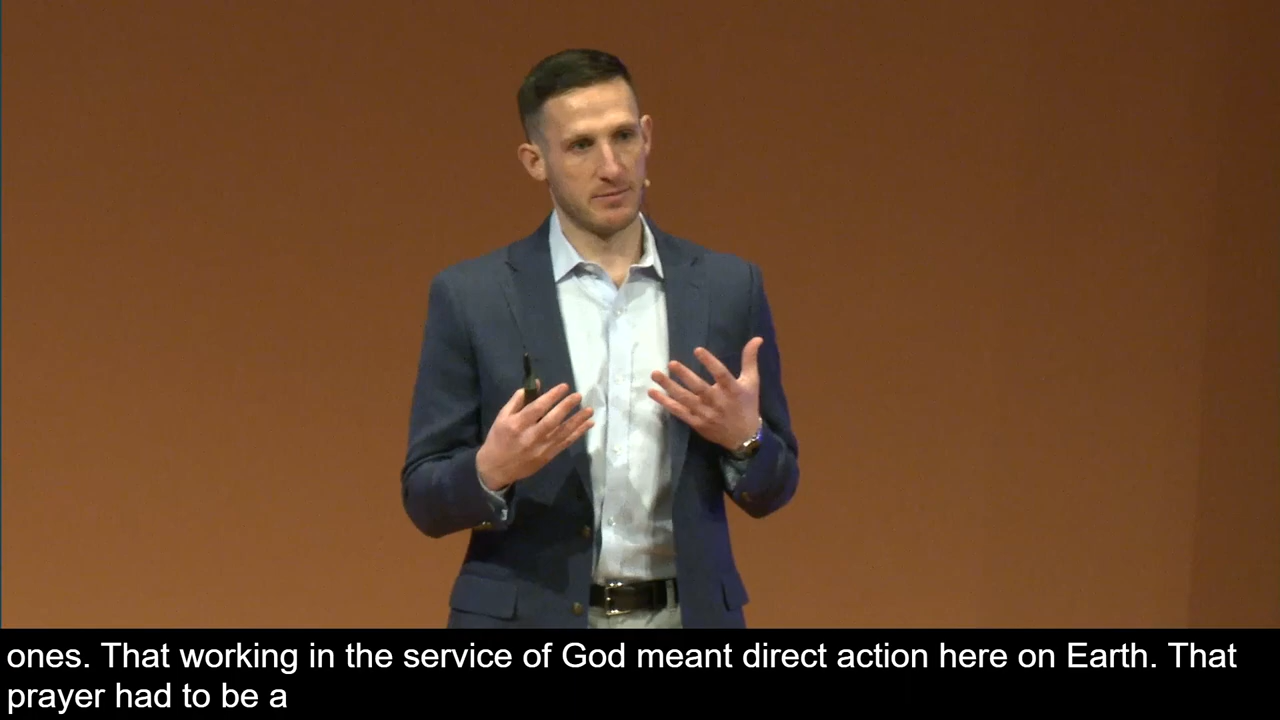 ones. That working in the service of God meant direct action here on Earth. That
prayer had to be a